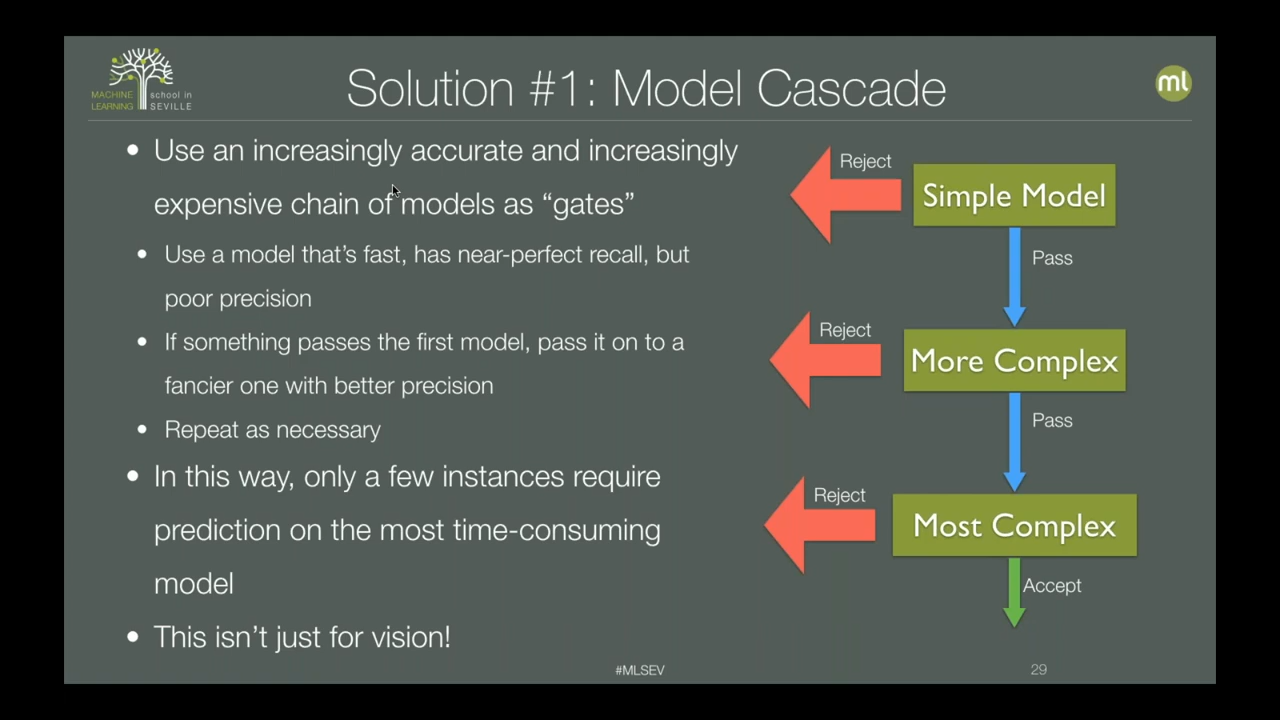 MACHINE school in
LEARNING SEVILLE
Solution #1: Model Cascade
ml
• Use an increasingly accurate and increasingly
expensive chain of models as “gates”
• Use a model that’s fast, has near-perfect recall, but
poor precision
• If something passes the first model, pass it on to a
fancier one with better precision
• Repeat as necessary
• In this way, only a few instances require
prediction on the most time-consuming
model
• This isn’t just for vision!
Reject
Simple Model
Pass
Reject
More Complex
Pass
Reject
Most Complex
Accept
#MLSEV
29